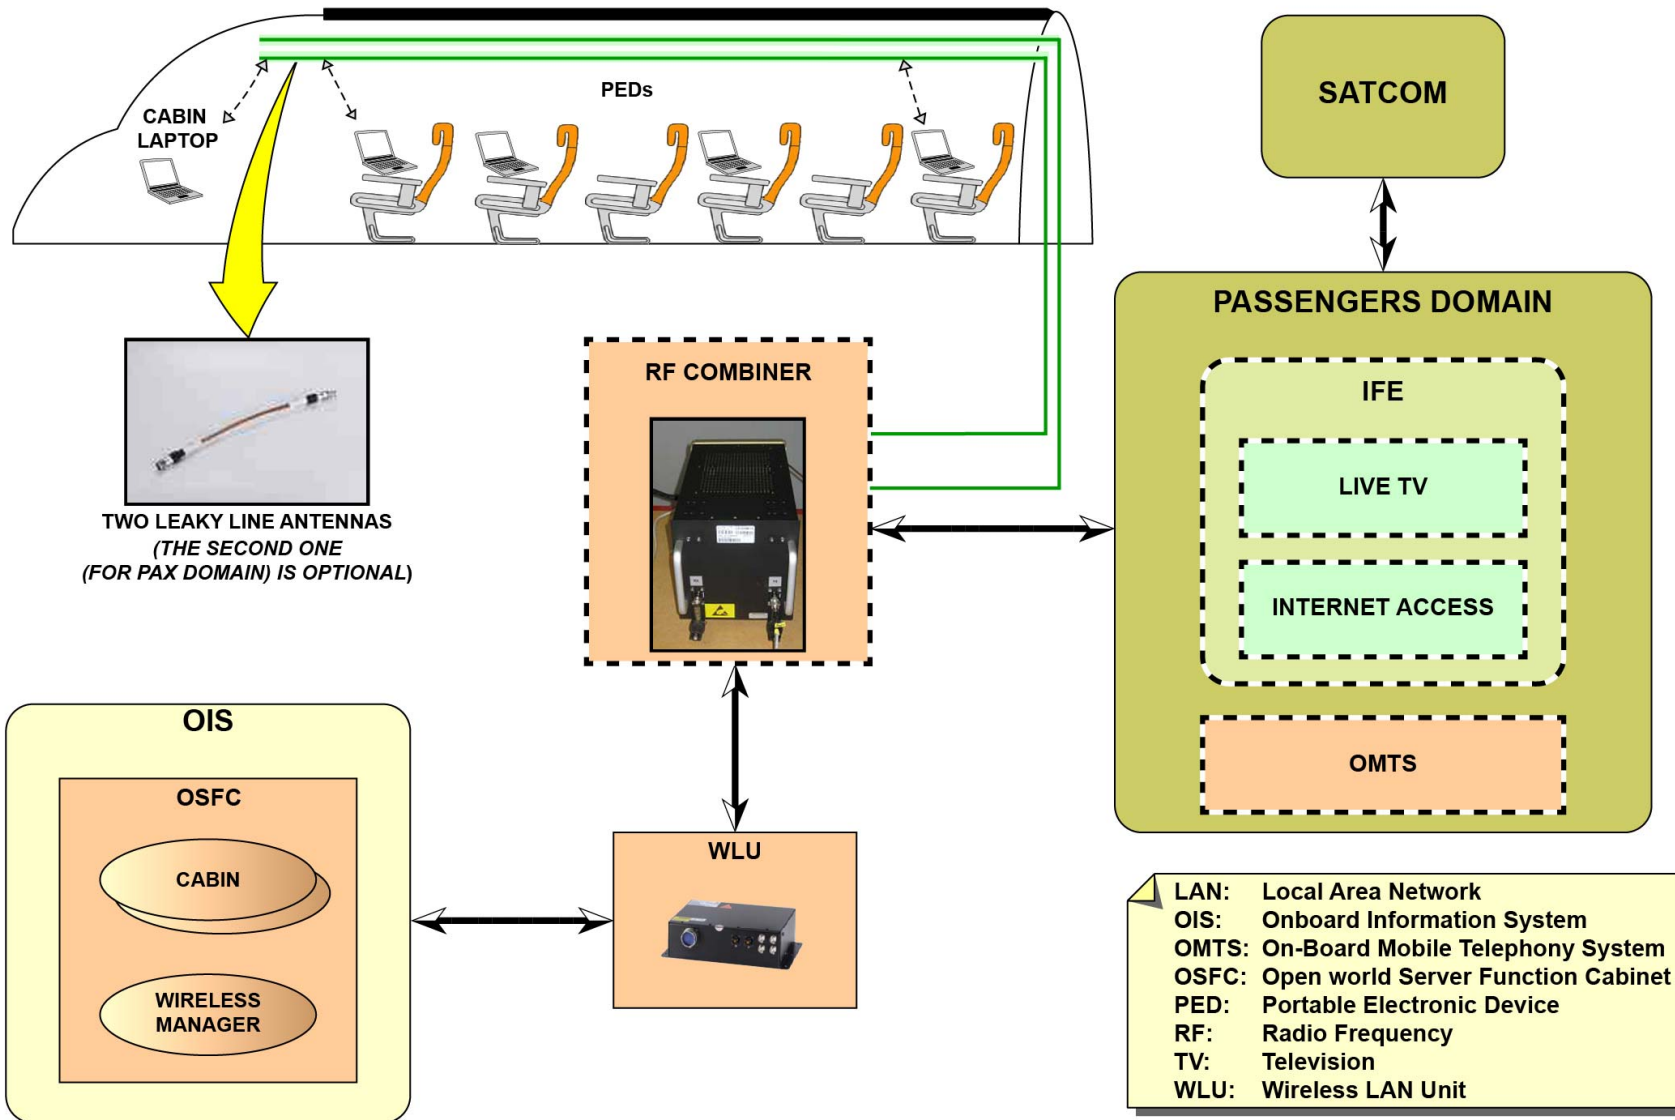 CABIN
LAPTOP
PEDs
SATCOM
TWO LEAKY LINE ANTENNAS
(THE SECOND ONE
(FOR PAX DOMAIN) IS OPTIONAL)
RF COMBINER
PASSENGERS DOMAIN
IFE
LIVE TV
INTERNET ACCESS
OMTS
OIS
OSFC
CABIN
WIRELESS
MANAGER
WLU
LAN: Local Area Network
OIS: Onboard Information System
OMTS: On-Board Mobile Telephony System
OSFC: Open world Server Function Cabinet
PED: Portable Electronic Device
RF: Radio Frequency
TV: Television
WLU: Wireless LAN Unit